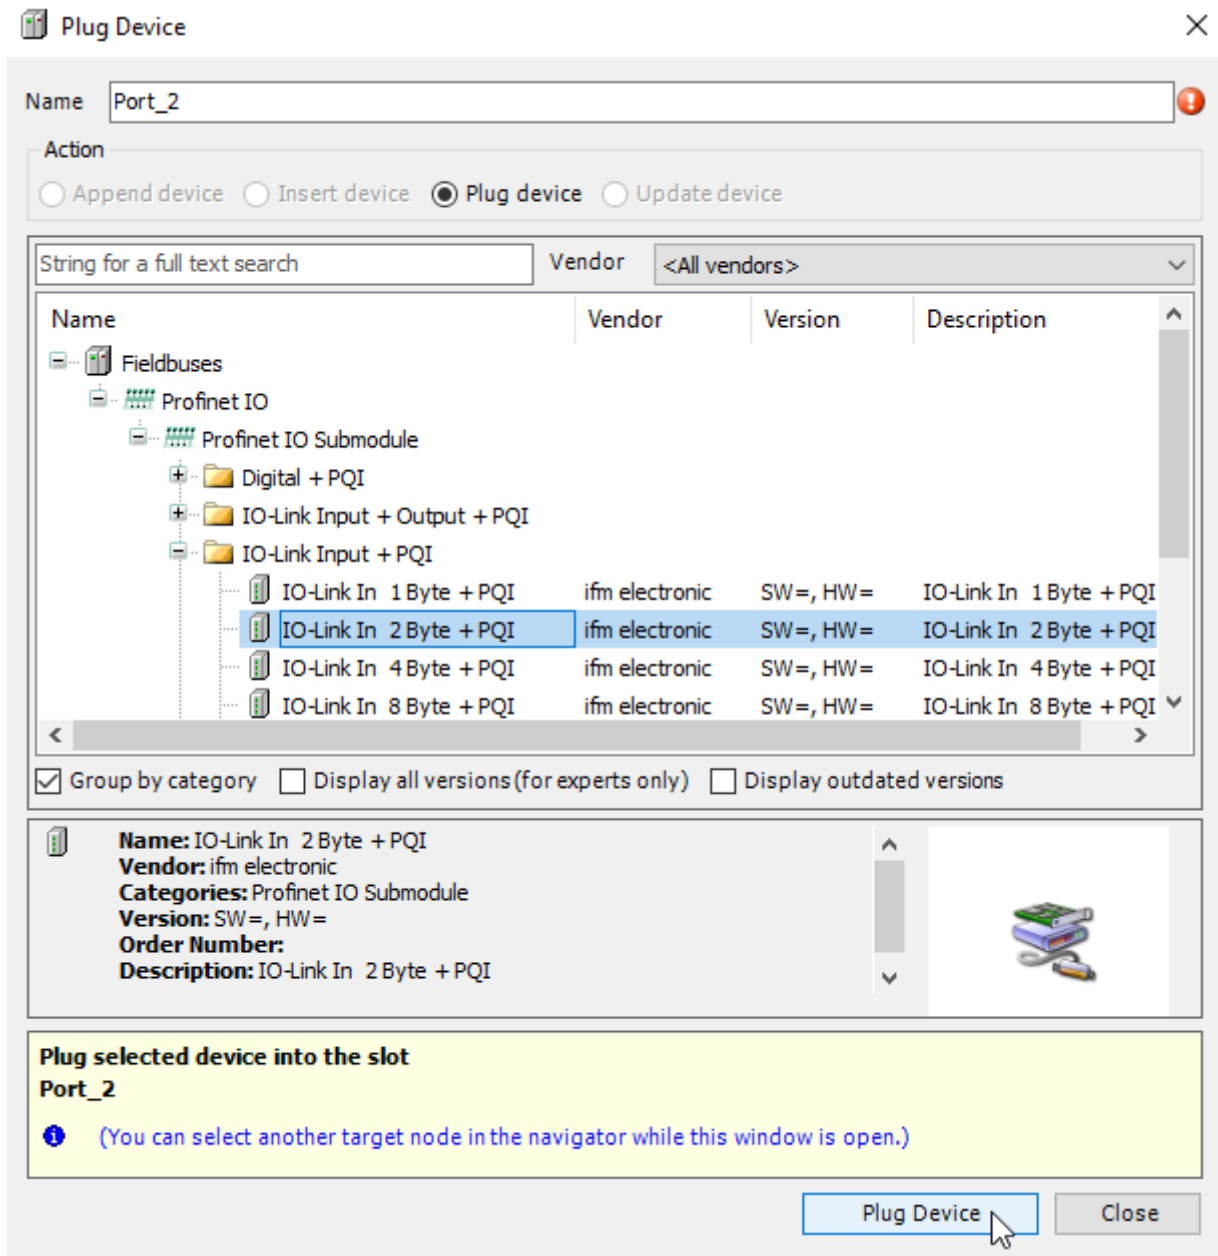 Plug Device
Name Port_2
Action
Append device Insert device Plug device Update device
String for a full text search Vendor <All vendors>
Name Vendor Version Description
Fieldbuses
Profinet IO
Profinet IO Submodule
Digital + PQI
IO-Link Input + Output + PQI
IO-Link Input + PQI
IO-Link In 1 Byte + PQI ifm electronic SW=, HW= IO-Link In 1 Byte + PQI
IO-Link In 2 Byte + PQI ifm electronic SW=, HW= IO-Link In 2 Byte + PQI
IO-Link In 4 Byte + PQI ifm electronic SW=, HW= IO-Link In 4 Byte + PQI
IO-Link In 8 Byte + PQI ifm electronic SW=, HW= IO-Link In 8 Byte + PQI
Group by category Display all versions (for experts only) Display outdated versions
Name: IO-Link In 2 Byte + PQI
Vendor: ifm electronic
Categories: Profinet IO Submodule
Version: SW=, HW=
Order Number:
Description: IO-Link In 2 Byte + PQI
Plug selected device into the slot
Port_2
(You can select another target node in the navigator while this window is open.)
Plug Device Close